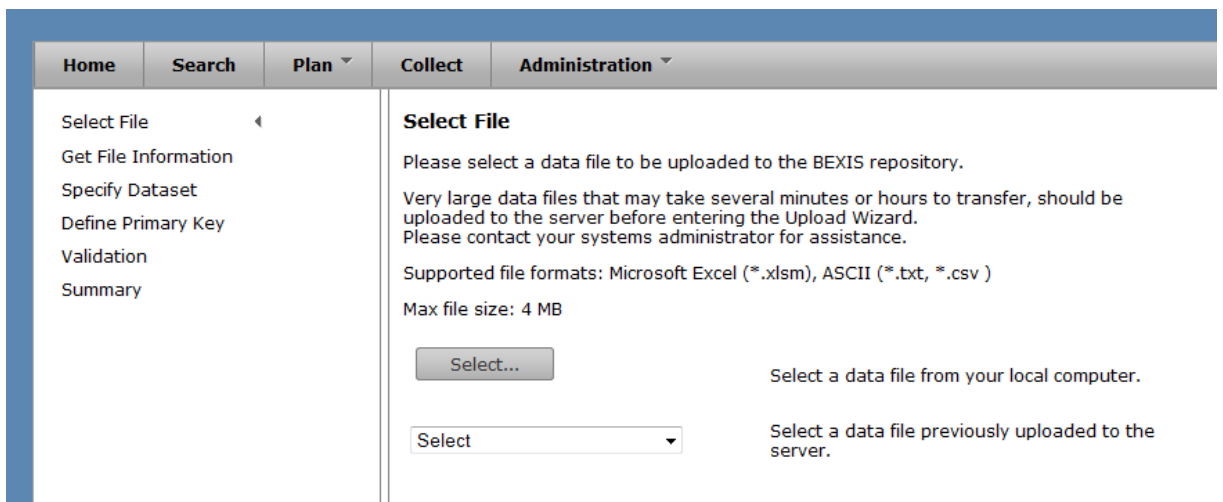 Home Search Plan Collect Administration
Select File
Get File Information
Specify Dataset
Define Primary Key
Validation
Summary
Select File
Please select a data file to be uploaded to the BEXIS repository.
Very large data files that may take several minutes or hours to transfer, should be
uploaded to the server before entering the Upload Wizard.
Please contact your systems administrator for assistance.
Supported file formats: Microsoft Excel (*.xlsm), ASCII (*.txt, *.csv )
Max file size: 4 MB
Select...
Select a data file from your local computer.
Select
Select a data file previously uploaded to the
server.